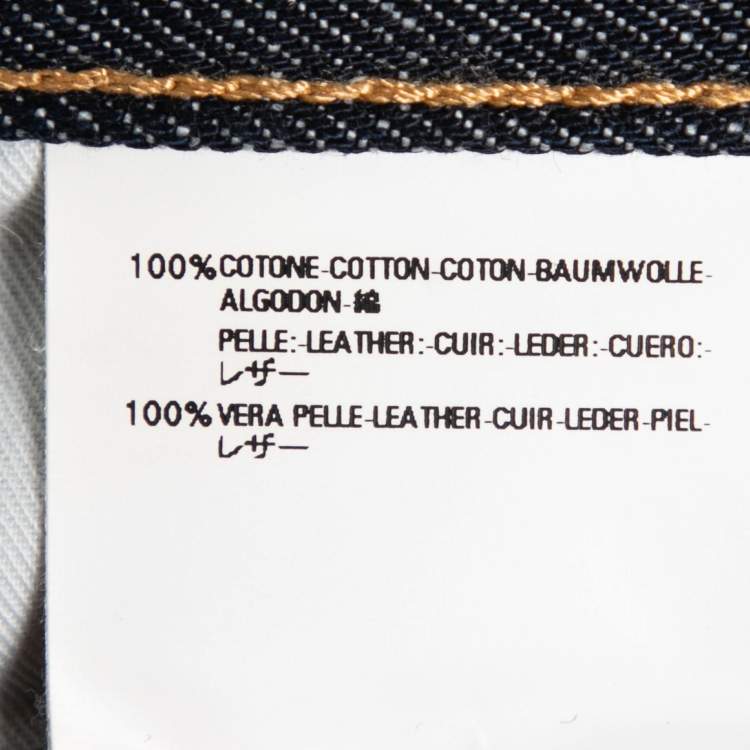 100% COTONE-COTTON-COTON-BAUMWOLLE-
ALGODON-綿
PELLE:-LEATHER:-CUIR:-LEDER:-CUERO:-
レザー
100% VERA PELLE-LEATHER-CUIR-LEDER-PIEL-
レザー